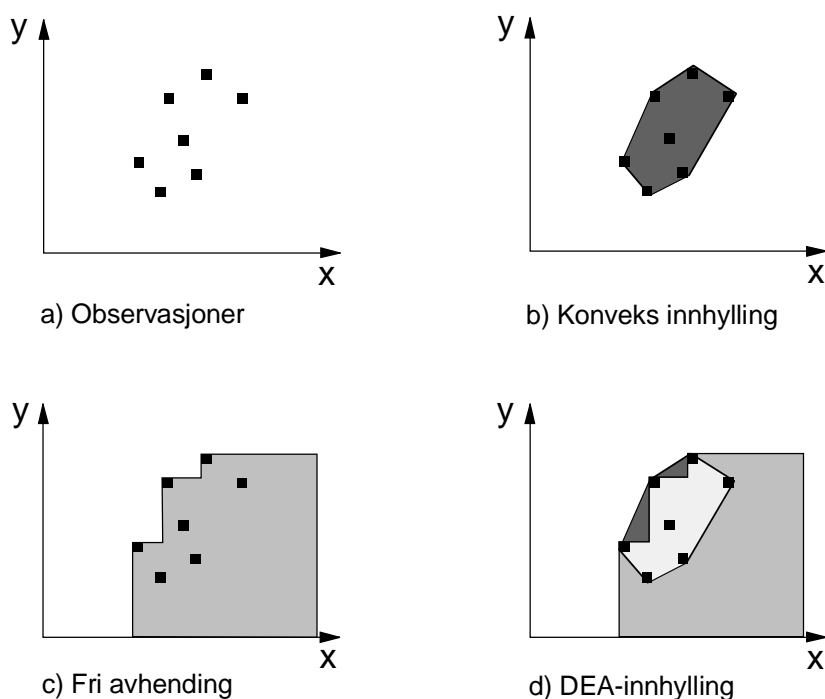 y
x
a) Observasjoner
y
x
b) Konveks innhylling
y
x
c) Fri avhending
y
x
d) DEA-innhylling